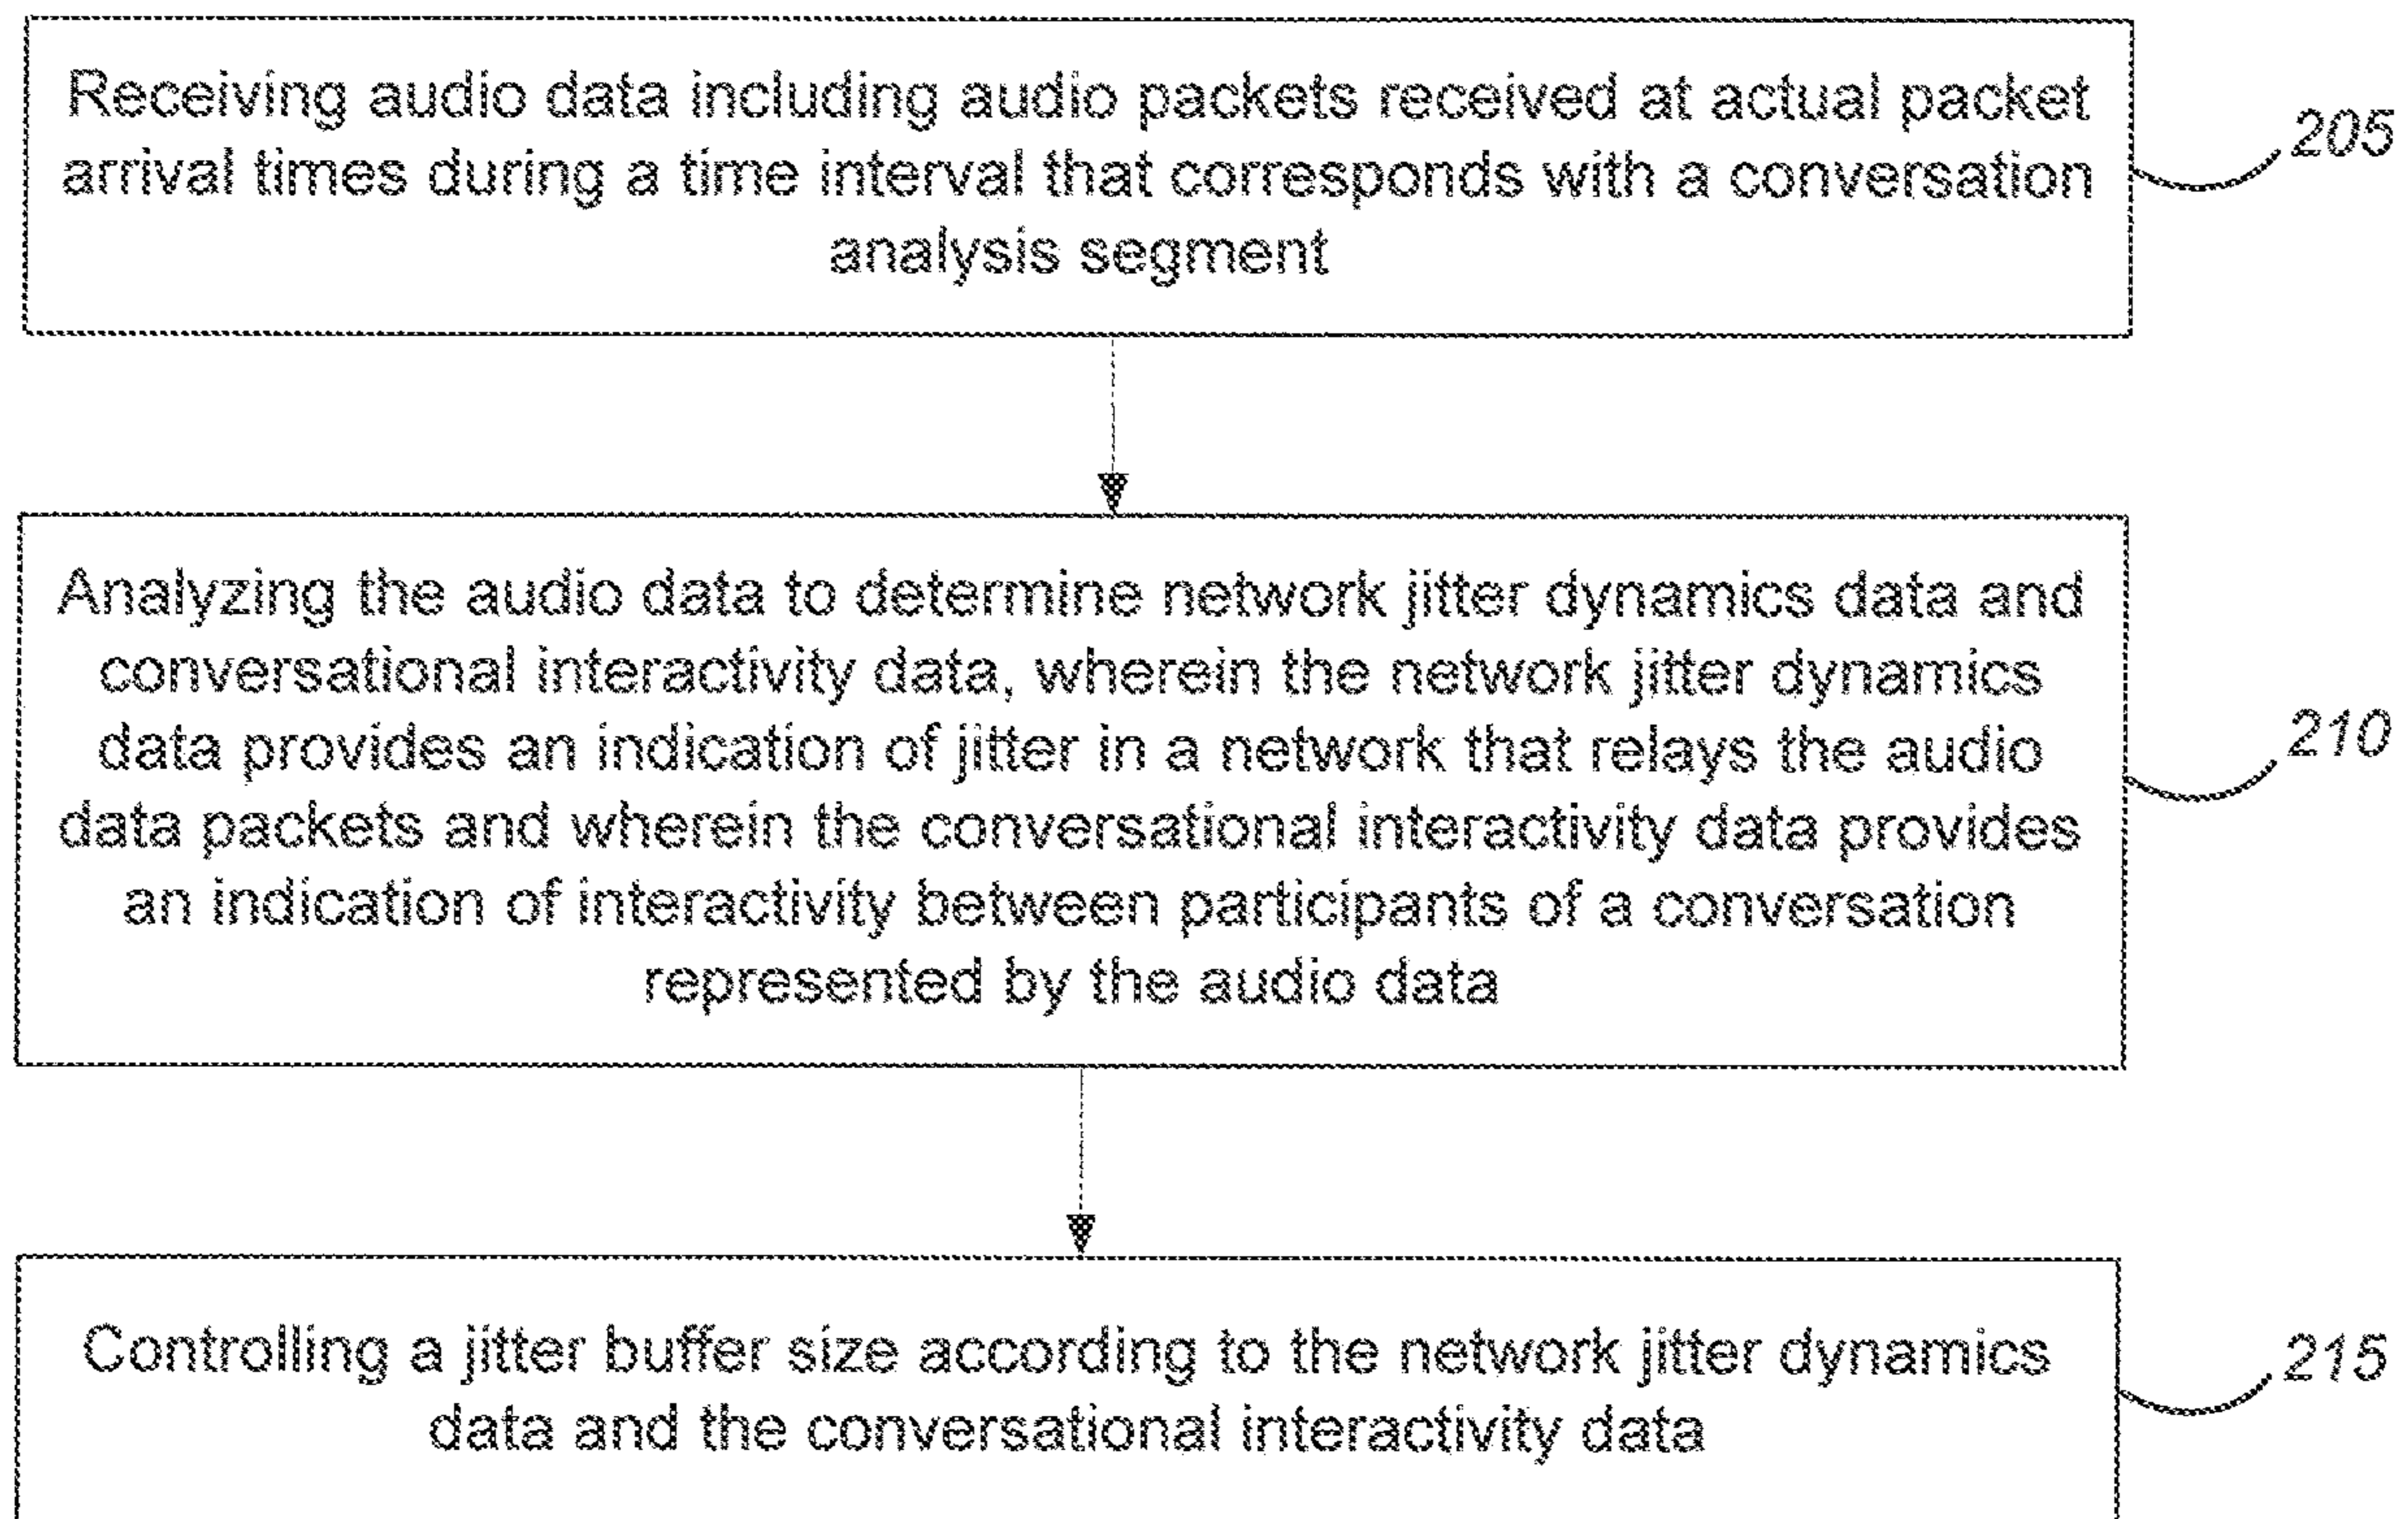 Receiving audio data including audio packets received at actual packet
arrival times during a time interval that corresponds with a conversation
analysis segment
205
Analyzing the audio data to determine network jitter dynamics data and
conversational interactivity data, wherein the network jitter dynamics
data provides an indication of jitter in a network that relays the audio
data packets and wherein the conversational interactivity data provides
an indication of interactivity between participants of a conversation
represented by the audio data
210
Controlling a jitter buffer size according to the network jitter dynamics
data and the conversational interactivity data
215